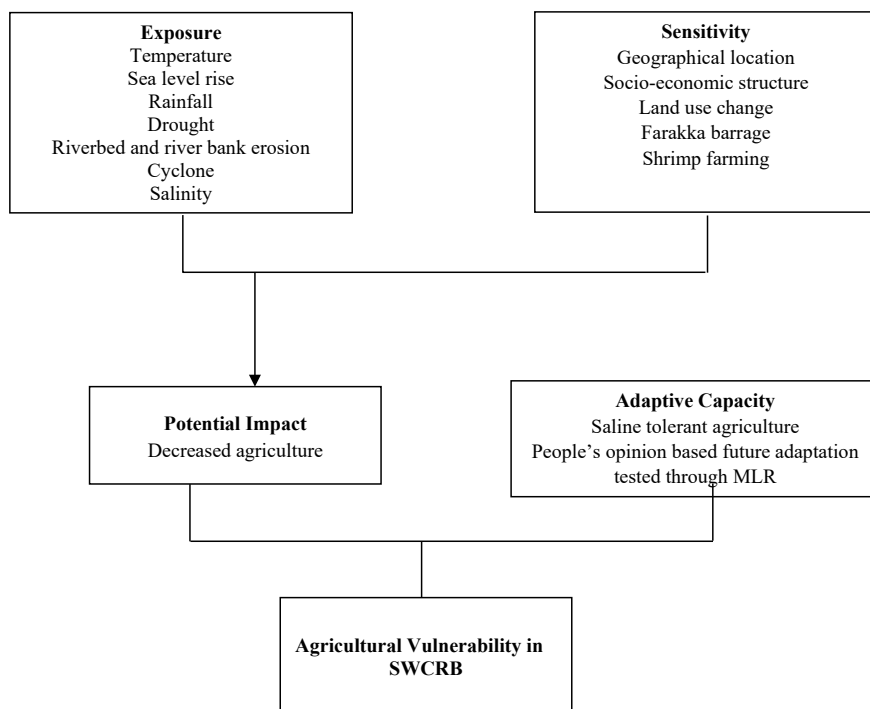 Exposure
Temperature
Sea level rise
Rainfall
Drought
Riverbed and river bank erosion
Cyclone
Salinity
Sensitivity
Geographical location
Socio-economic structure
Land use change
Farakka barrage
Shrimp farming
Potential Impact
Decreased agriculture
Adaptive Capacity
Saline tolerant agriculture
People’s opinion based future adaptation
tested through MLR
Agricultural Vulnerability in
SWCRB